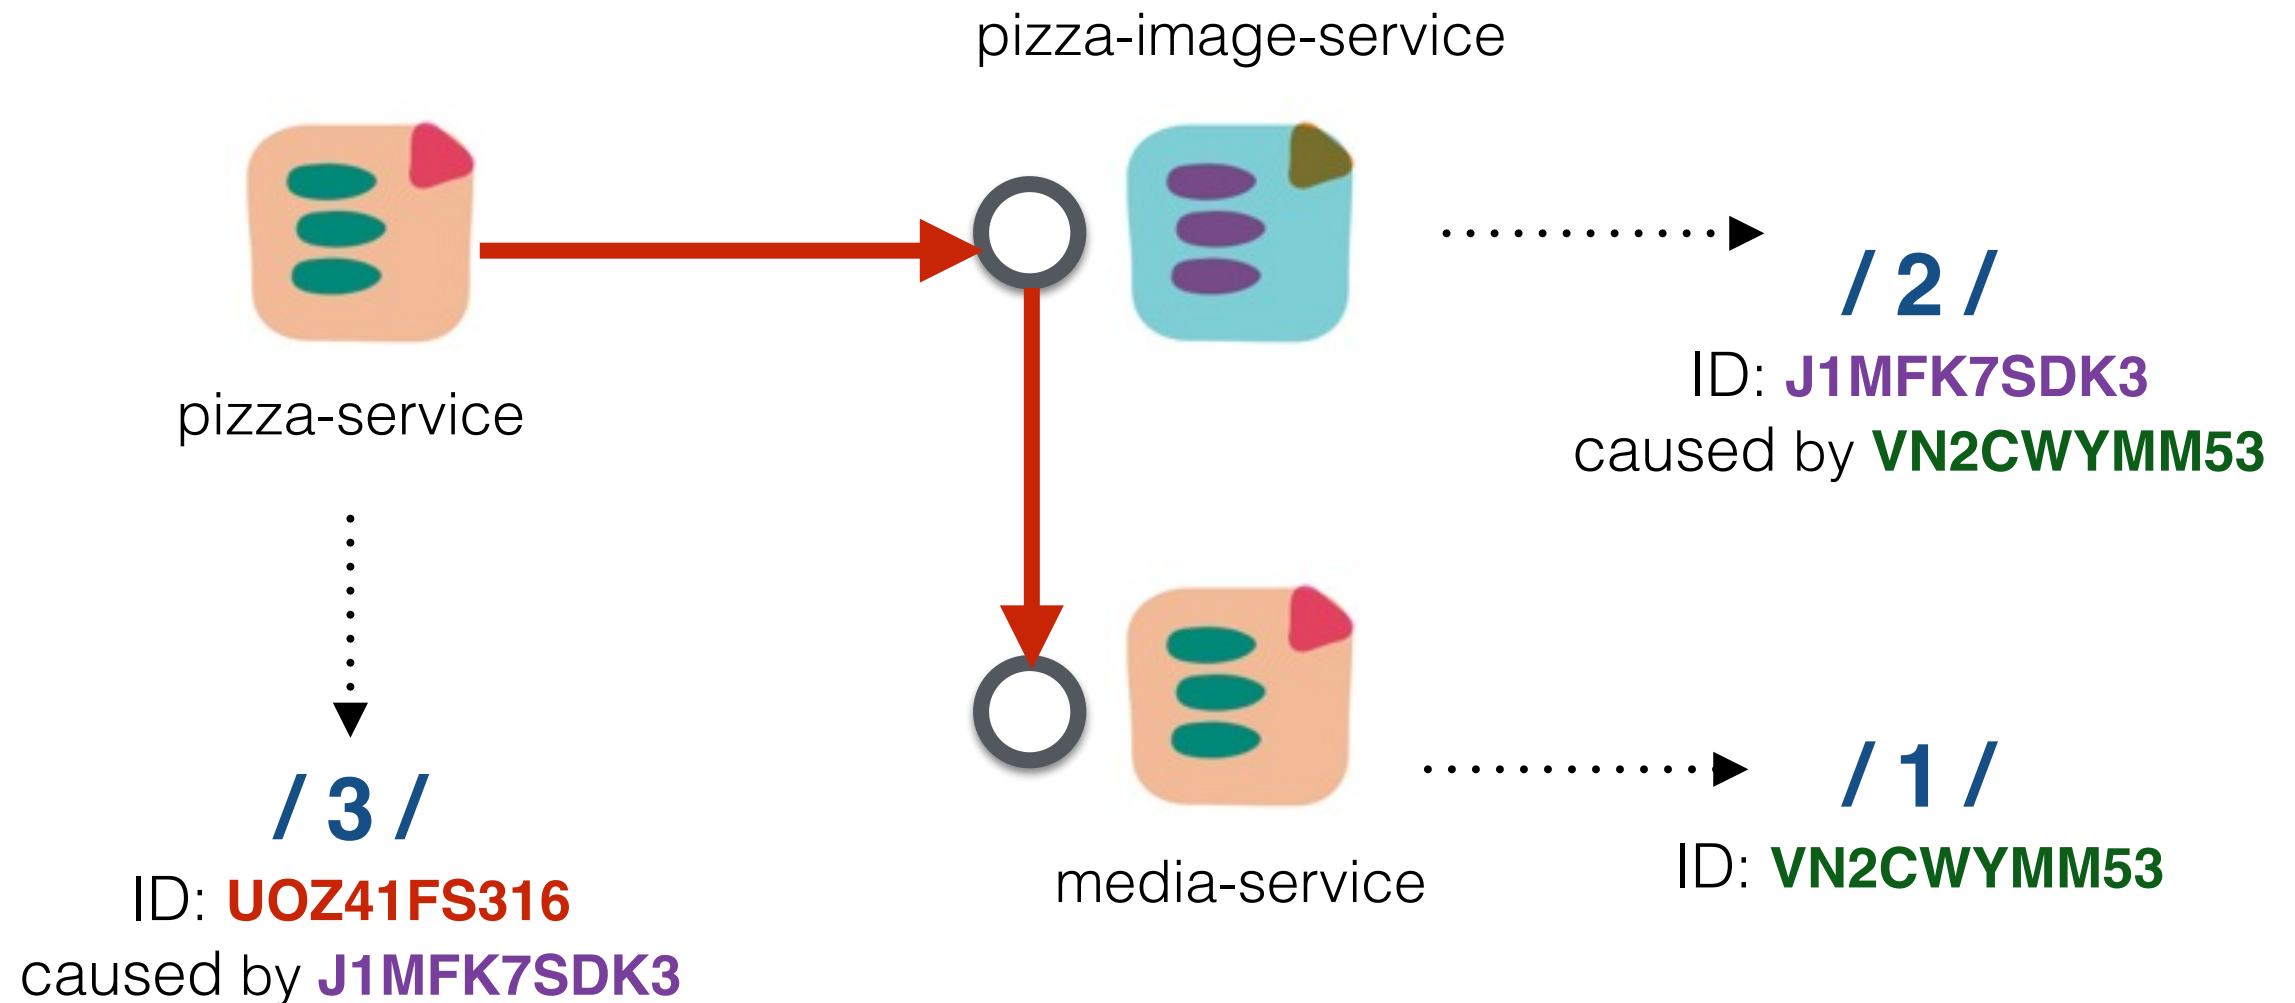 pizza-image-service
pizza-service
/ 2 /
ID: J1MFK7SDK3
caused by VN2CWYMM53
/ 3 /
ID: UOZ41FS316
caused by J1MFK7SDK3
media-service
/ 1 /
ID: VN2CWYMM53